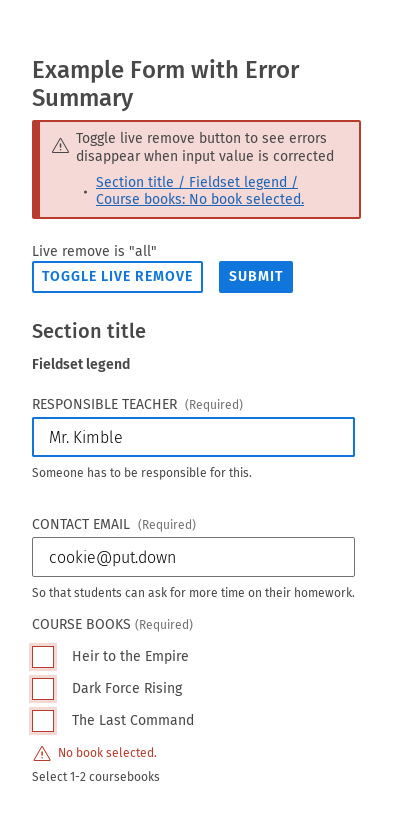 Example Form with Error
Summary
Toggle live remove button to see errors
disappear when input value is corrected
• Section title / Fieldset legend /
Course books: No book selected.
Live remove is "all"
TOGGLE LIVE REMOVE SUBMIT
Section title
Fieldset legend
RESPONSIBLE TEACHER (Required)
Mr. Kimble
Someone has to be responsible for this.
CONTACT EMAIL (Required)
cookie@put.down
So that students can ask for more time on their homework.
COURSE BOOKS (Required)
Heir to the Empire
Dark Force Rising
The Last Command
No book selected.
Select 1-2 coursebooks